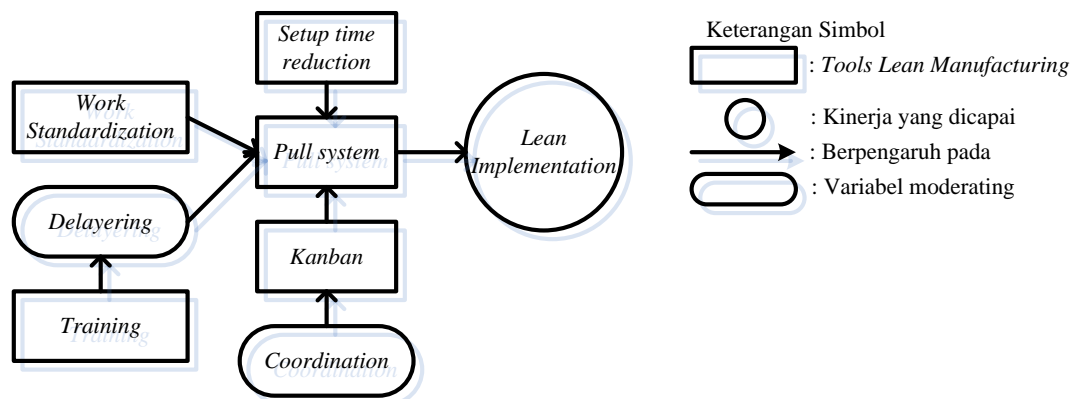 Setup time
reduction
Work
Standardization
Pull system
Lean
Implementation
Delayering
Kanban
Training
Coordination
Keterangan Simbol
: Tools Lean Manufacturing
: Kinerja yang dicapai
: Berpengaruh pada
: Variabel moderating